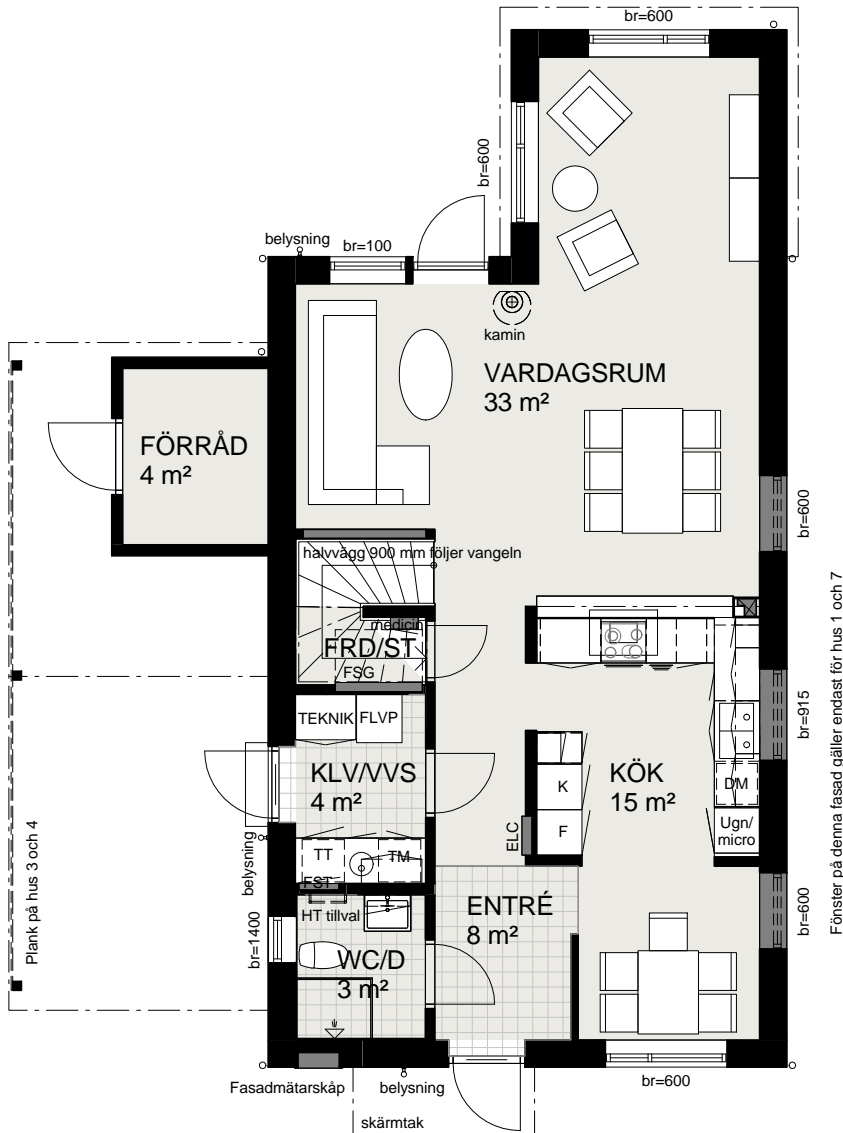 br=600
br=600
belysning
br=100
kamin
VARDAGSRUM
33 m²
FÖRRÅD
4 m²
br=600
halvvägg 900 mm följer vangeln
medicin
FRD/ST
FSG
TEKNIK
FLVP
KLV/VVS
4 m²
KÖK
15 m²
br=915
K
DM
F
Ugn/
micro
ELC
TT
TM
FST
belysning
HT tillval
ENTRÉ
8 m²
br=1400
WC/D
3 m²
br=600
Plank på hus 3 och 4
Fönster på denna fasad gäller endast för hus 1 och 7
Fasadmätarskåp
belysning
br=600
skärmtak